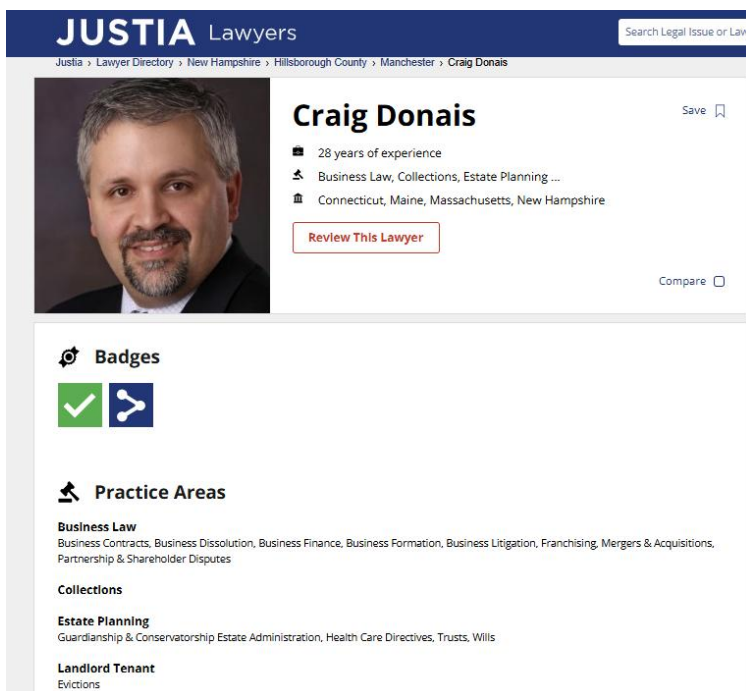 JUSTIA Lawyers
Search Legal Issue or Law
Justia › Lawyer Directory › New Hampshire › Hillsborough County › Manchester › Craig Donais
Craig Donais
Save
28 years of experience
Business Law, Collections, Estate Planning ...
Connecticut, Maine, Massachusetts, New Hampshire
Review This Lawyer
Compare
Badges
Practice Areas
Business Law
Business Contracts, Business Dissolution, Business Finance, Business Formation, Business Litigation, Franchising, Mergers & Acquisitions,
Partnership & Shareholder Disputes
Collections
Estate Planning
Guardianship & Conservatorship Estate Administration, Health Care Directives, Trusts, Wills
Landlord Tenant
Evictions